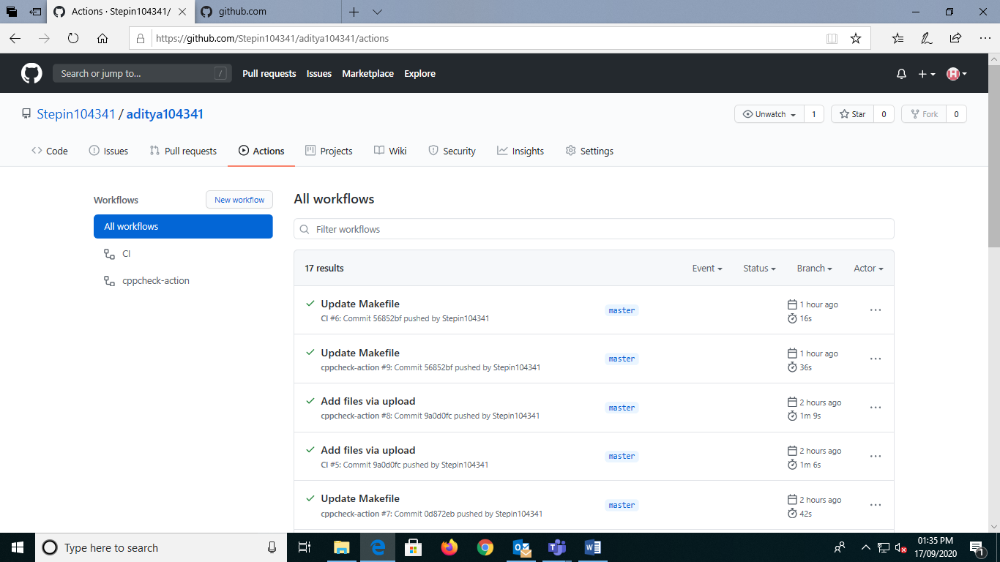 Actions · Stepin104341/
github.com
https://github.com/Stepin104341/aditya104341/actions
Search or jump to...
/
Pull requests
Issues
Marketplace
Explore
Stepin104341 / aditya104341
Unwatch
1
Star
0
Fork
0
Code
Issues
Pull requests
Actions
Projects
Wiki
Security
Insights
Settings
Workflows
New workflow
All workflows
CI
cppcheck-action
All workflows
Filter workflows
17 results
Event
Status
Branch
Actor
Update Makefile
CI #6: Commit 56852bf pushed by Stepin104341
master
1 hour ago
16s
Update Makefile
cppcheck-action #9: Commit 56852bf pushed by Stepin104341
master
1 hour ago
36s
Add files via upload
cppcheck-action #8: Commit 9a0d0fc pushed by Stepin104341
master
2 hours ago
1m 9s
Add files via upload
CI #5: Commit 9a0d0fc pushed by Stepin104341
master
2 hours ago
1m 6s
Update Makefile
cppcheck-action #7: Commit 0d872eb pushed by Stepin104341
master
2 hours ago
42s
Type here to search
01:35 PM
17/09/2020
1